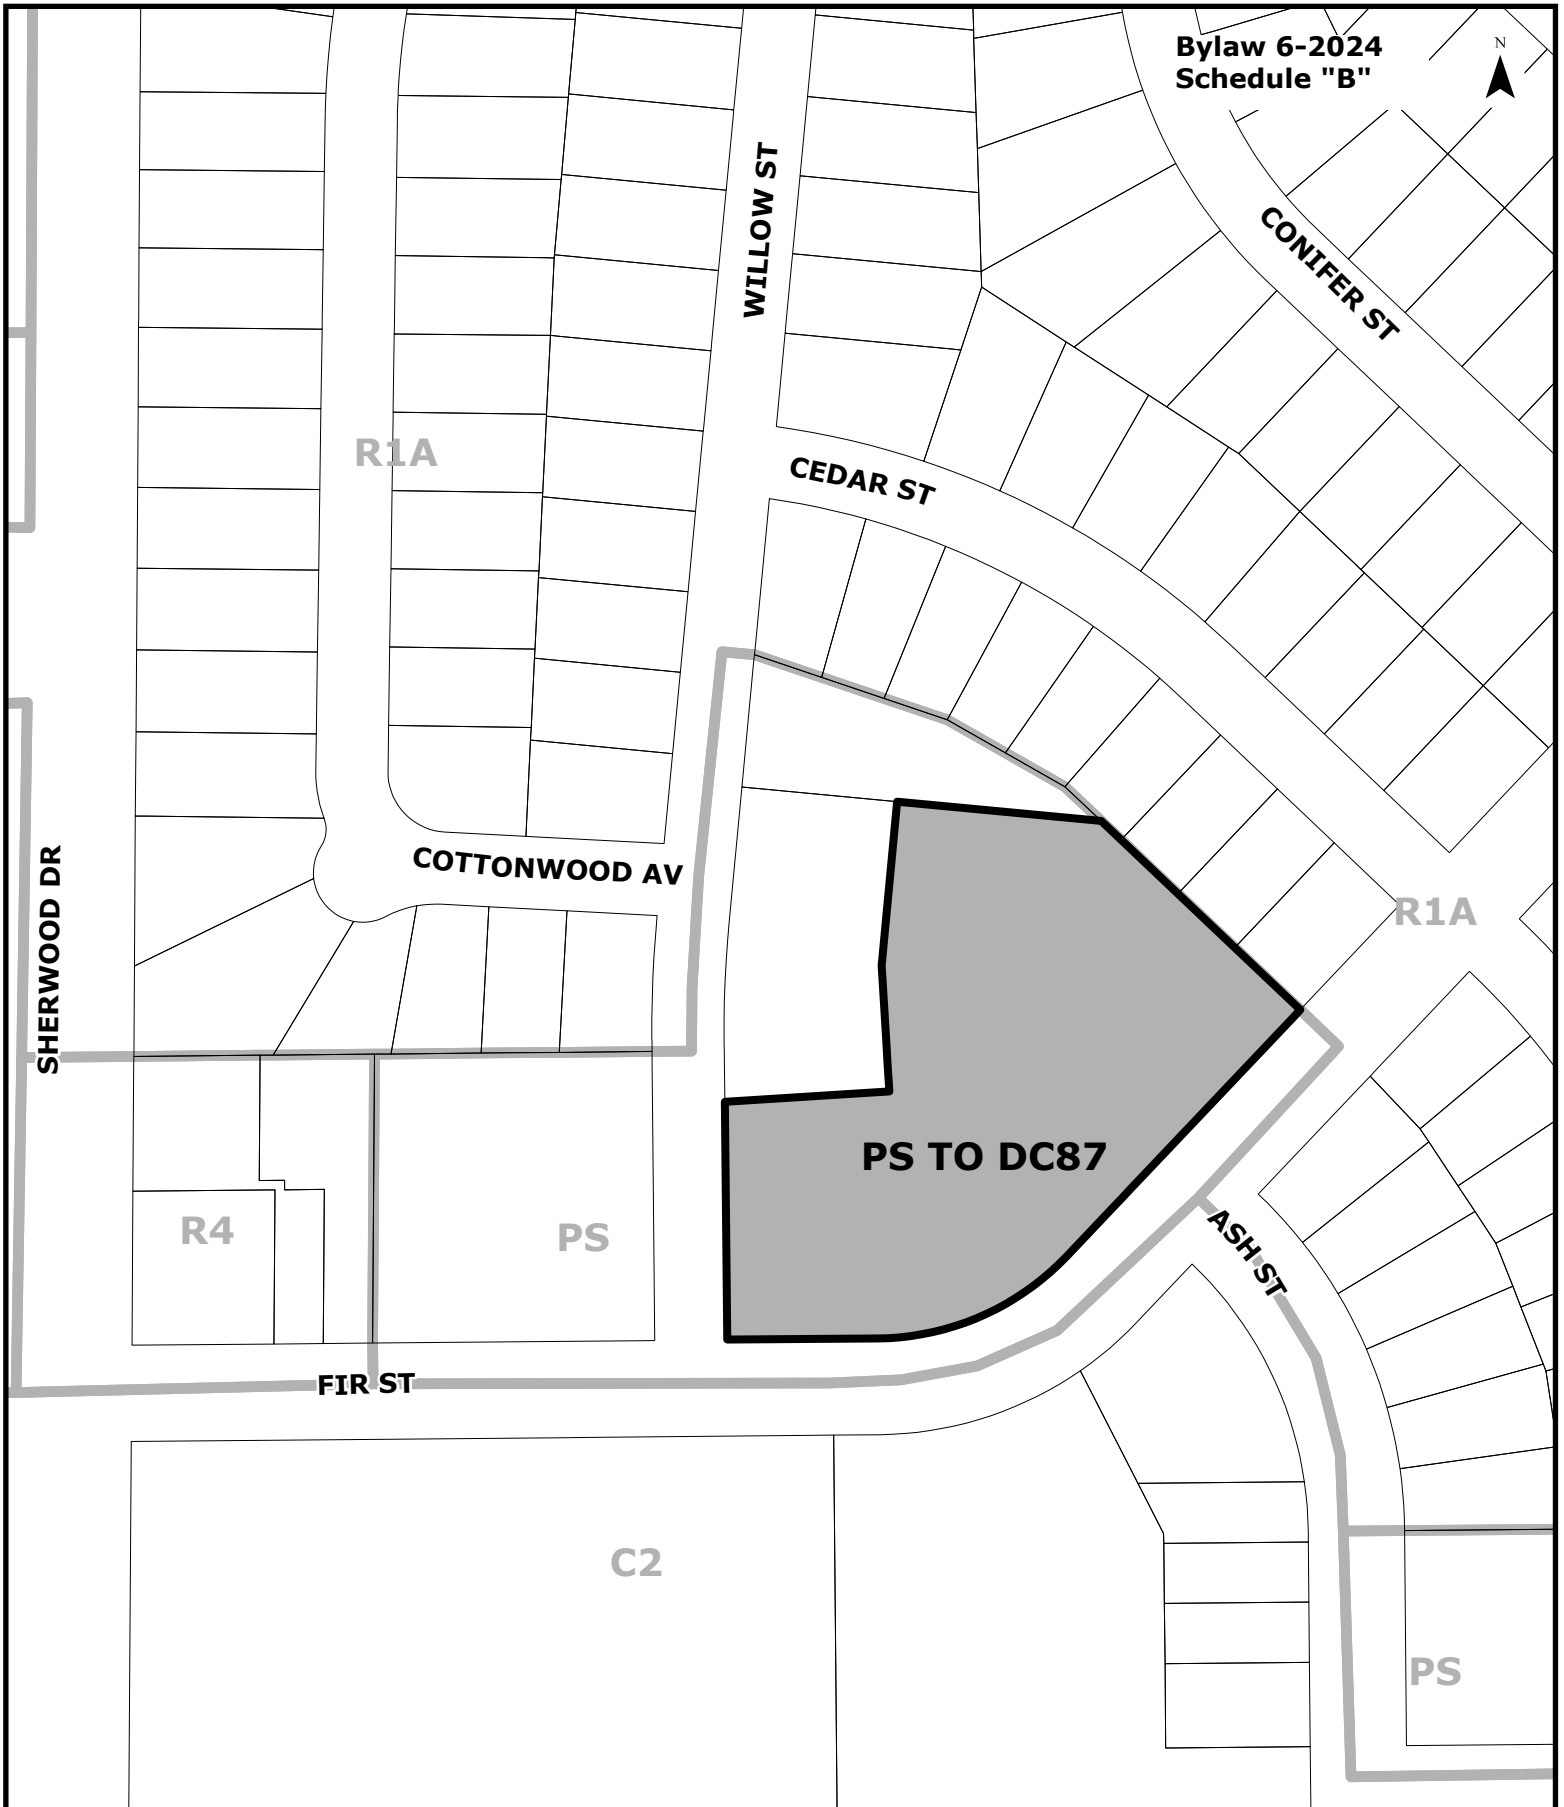 Bylaw 6-2024
Schedule "B"
N
WILLOW ST
CONIFER ST
R1A
CEDAR ST
SHERWOOD DR
COTTONWOOD AV
R1A
PS TO DC87
R4
PS
ASH ST
FIR ST
C2
PS